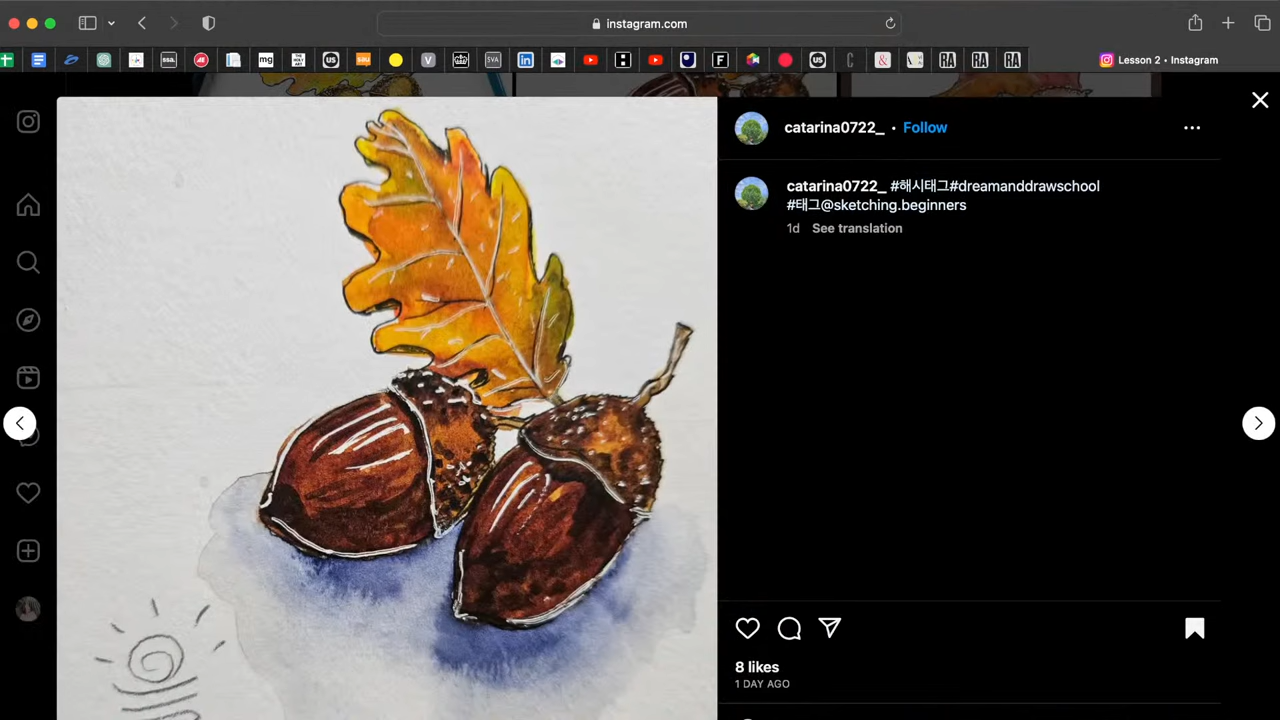 instagram.com
Lesson 2 • Instagram
catarina0722_ • Follow
catarina0722_ #해시태그#dreamanddrawschool
#태그@sketching.beginners
1d See translation
8 likes
1 DAY AGO